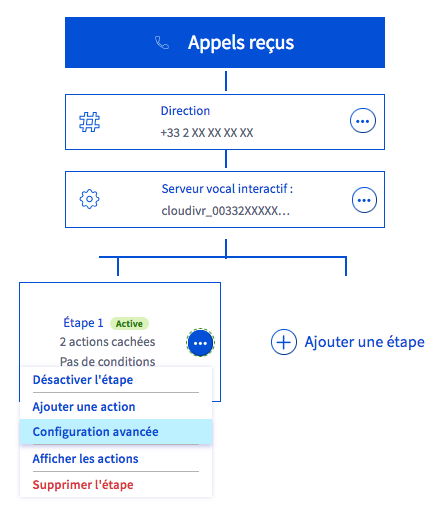 Appels reçus
Direction
+33 2 XX XX XX XX
Serveur vocal interactif :
cloudivr_00332XXXXX...
Étape 1 Active
2 actions cachées
Pas de conditions
Ajouter une étape
Désactiver l'étape
Ajouter une action
Configuration avancée
Afficher les actions
Supprimer l'étape